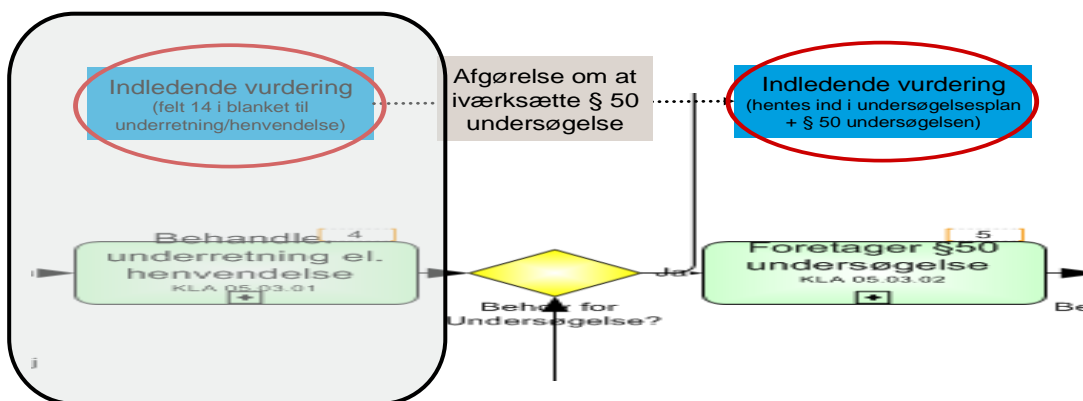 Indledende vurdering
(felt 14 i blanket til
underretning/henvendelse)
Afgørelse om at
iværksætte § 50
undersøgelse
Indledende vurdering
(hentes ind i undersøgelsesplan
+ § 50 undersøgelsen)
4
Behandle.
underretning el.
henvendelse
KLA 05.03.01
Behov for
Undersøgelse?
Ja
5
Foretager §50
undersøgelse
KLA 05.03.02
Be